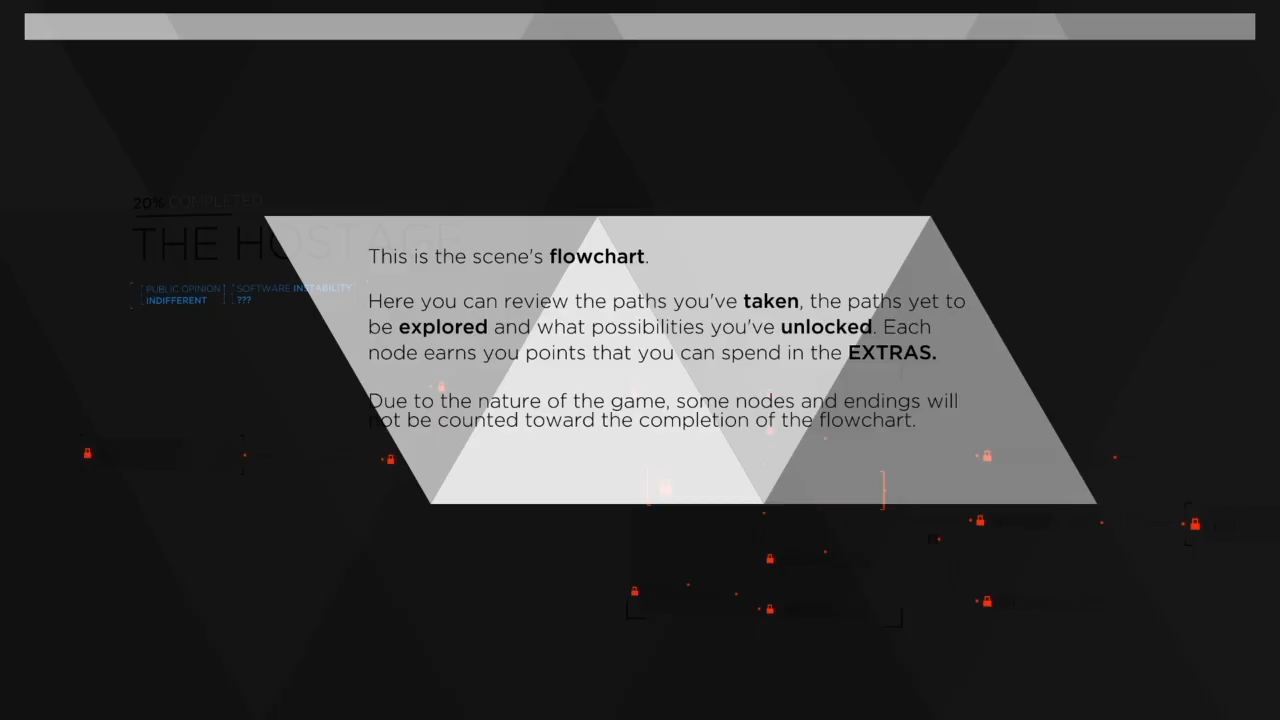 20% COMPLETED
THE HOSTAGE
PUBLIC OPINION
INDIFFERENT
SOFTWARE INSTABILITY
???
This is the scene's flowchart.
Here you can review the paths you've taken, the paths yet to
be explored and what possibilities you've unlocked. Each
node earns you points that you can spend in the EXTRAS.
Due to the nature of the game, some nodes and endings will
not be counted toward the completion of the flowchart.